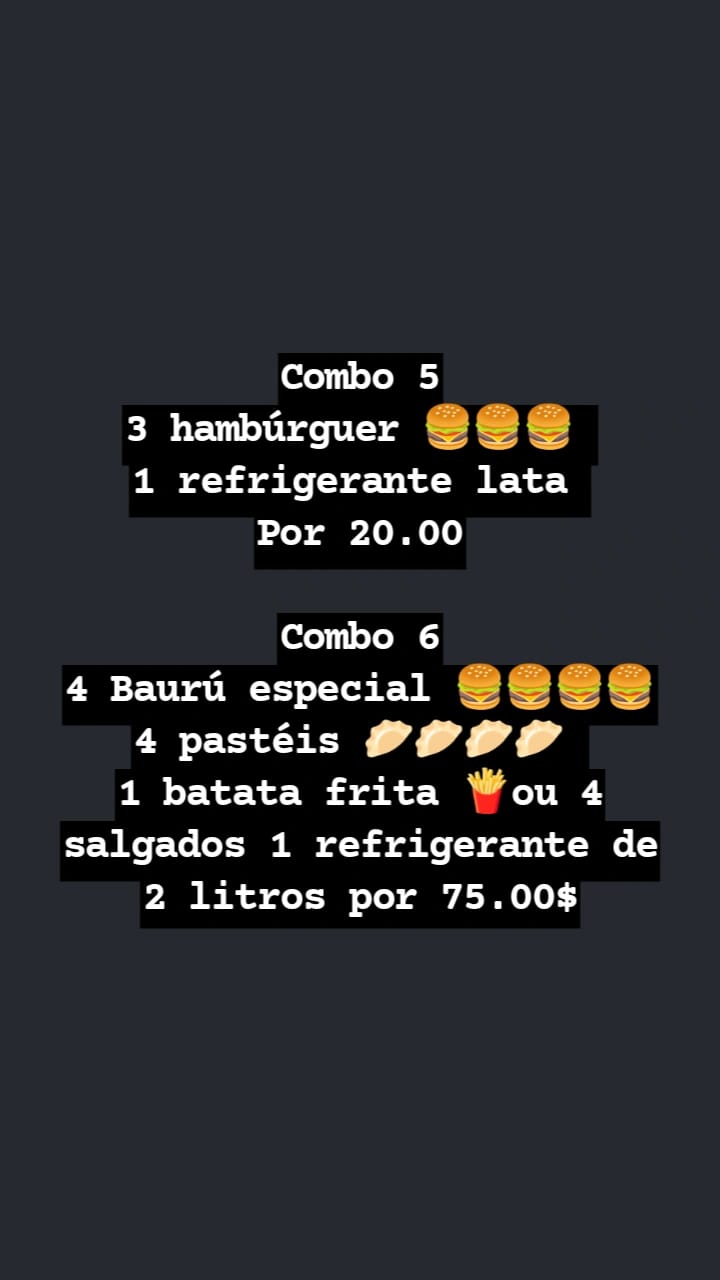 Combo 5
3 hambúrguer 🍔🍔🍔
1 refrigerante lata
Por 20.00
Combo 6
4 Baurú especial 🍔🍔🍔🍔
4 pastéis 🥟🥟🥟🥟
1 batata frita 🍟ou 4
salgados 1 refrigerante de
2 litros por 75.00$